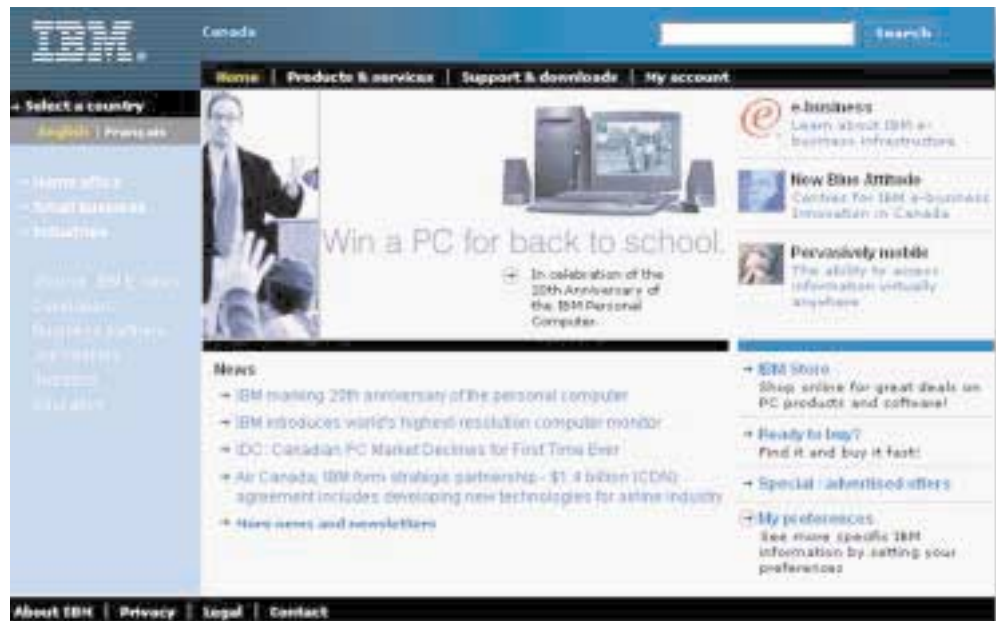 IBM.
Canada
Search
Home | Products & services | Support & downloads | My account
Select a country
English | Français
Home office
Small business
Industries
Business partners
Education
Win a PC for back to school.
In celebration of the
20th Anniversary of
the IBM Personal
Computer.
e-business
Learn about IBM e-
business infrastructure
New Blue Attitude
Centres for IBM e-business
Innovation in Canada
Pervasively mobile
The ability to access
information virtually
anywhere
News
IBM marking 20th anniversary of the personal computer
IBM introduces world's highest resolution computer monitor
IDC: Canadian PC Market Declines for First Time Ever
Air Canada, IBM form strategic partnership - $1.4 billion (CDN)
agreement includes developing new technologies for airline industry
More news and newsletters
IBM Store
Shop online for great deals on
PC products and software!
Ready to buy?
Find it and buy it fast!
Special / advertised offers
My preferences
See more specific IBM
information by setting your
preferences
About IBM | Privacy | Legal | Contact